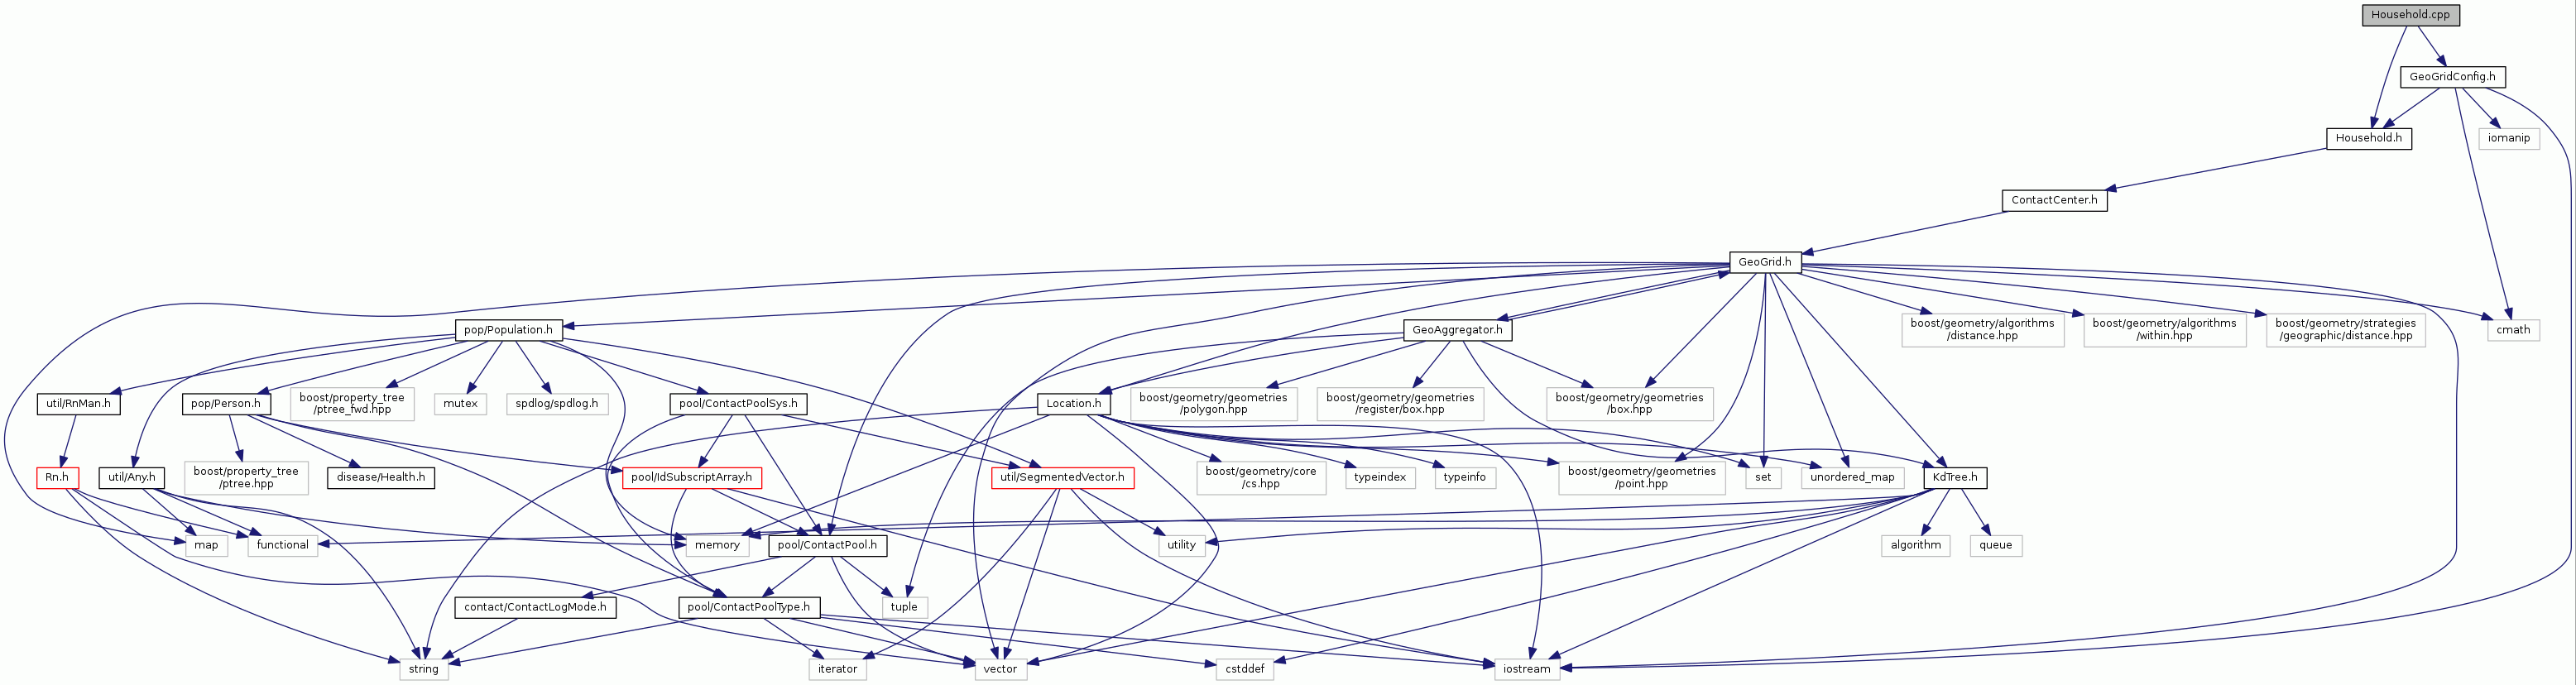 Household.cpp
GeoGridConfig.h
Household.h
iomanip
ContactCenter.h
GeoGrid.h
pop/Population.h
GeoAggregator.h
boost/geometry/algorithms
/distance.hpp
boost/geometry/algorithms
/within.hpp
boost/geometry/strategies
/geographic/distance.hpp
cmath
util/RnMan.h
pop/Person.h
boost/property_tree
/ptree_fwd.hpp
mutex
spdlog/spdlog.h
pool/ContactPoolSys.h
Location.h
boost/geometry/geometries
/polygon.hpp
boost/geometry/geometries
/register/box.hpp
boost/geometry/geometries
/box.hpp
Rn.h
util/Any.h
boost/property_tree
/ptree.hpp
disease/Health.h
pool/IdSubscriptArray.h
util/SegmentedVector.h
boost/geometry/core
/cs.hpp
typeindex
typeinfo
boost/geometry/geometries
/point.hpp
set
unordered_map
KdTree.h
map
functional
memory
pool/ContactPool.h
utility
algorithm
queue
contact/ContactLogMode.h
pool/ContactPoolType.h
tuple
string
iterator
vector
cstddef
iostream